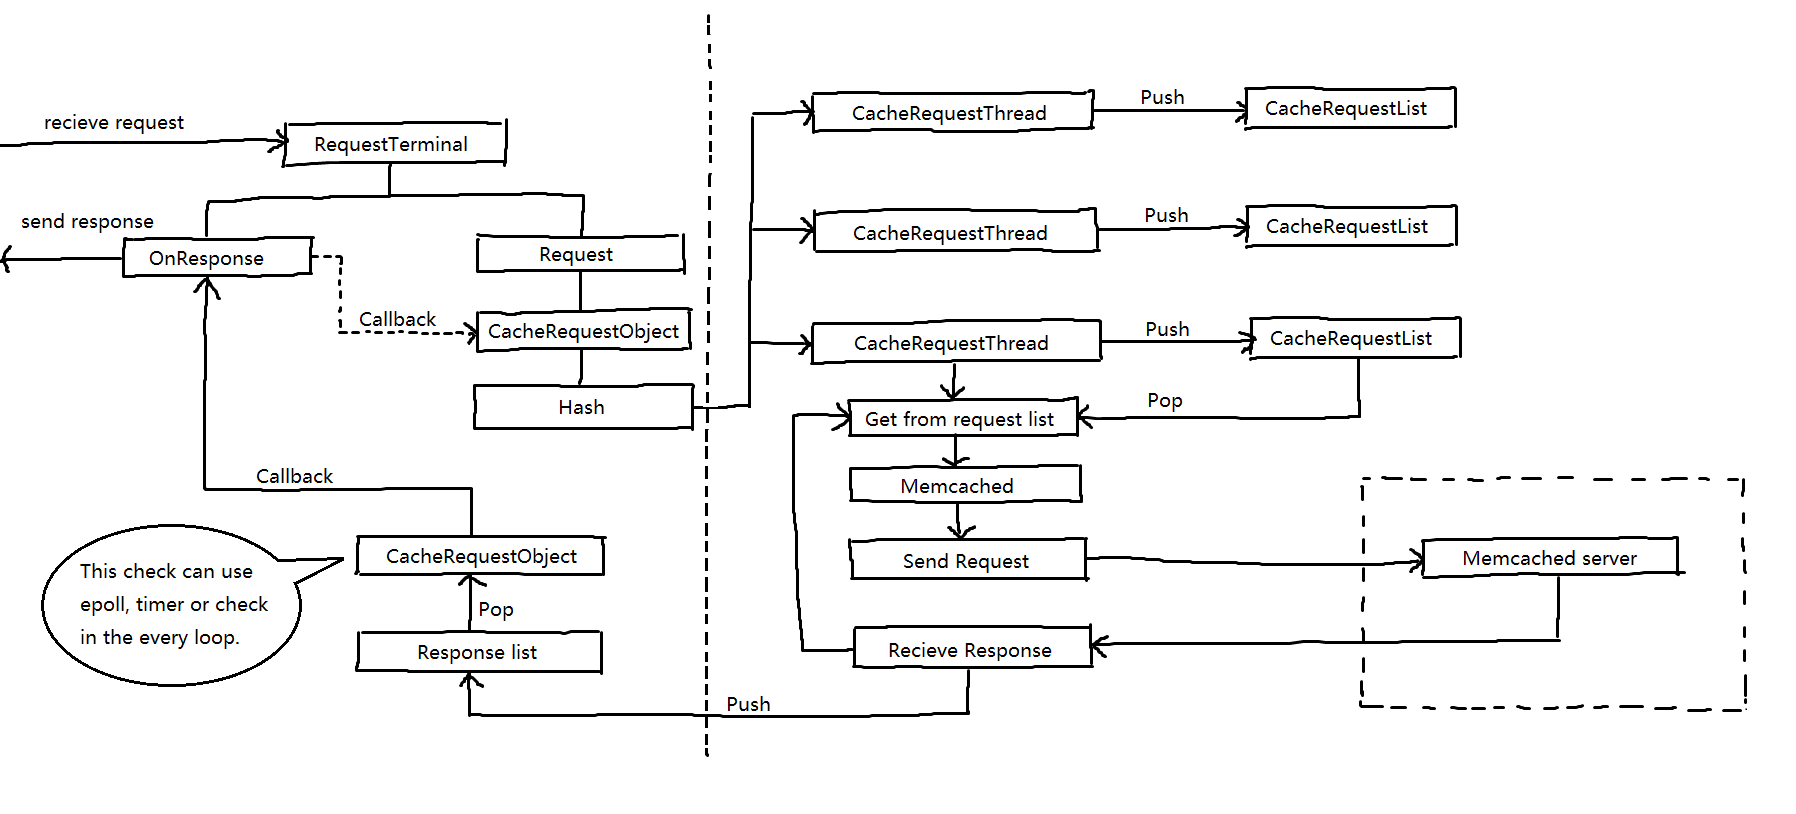 recieve request
RequestTerminal
send response
OnResponse
Request
Callback
CacheRequestObject
Hash
Callback
CacheRequestObject
This check can use
epoll, timer or check
in the every loop.
Pop
Response list
Push
CacheRequestThread
Push
CacheRequestList
CacheRequestThread
Push
CacheRequestList
CacheRequestThread
Push
CacheRequestList
Get from request list
Pop
Memcached
Send Request
Memcached server
Recieve Response